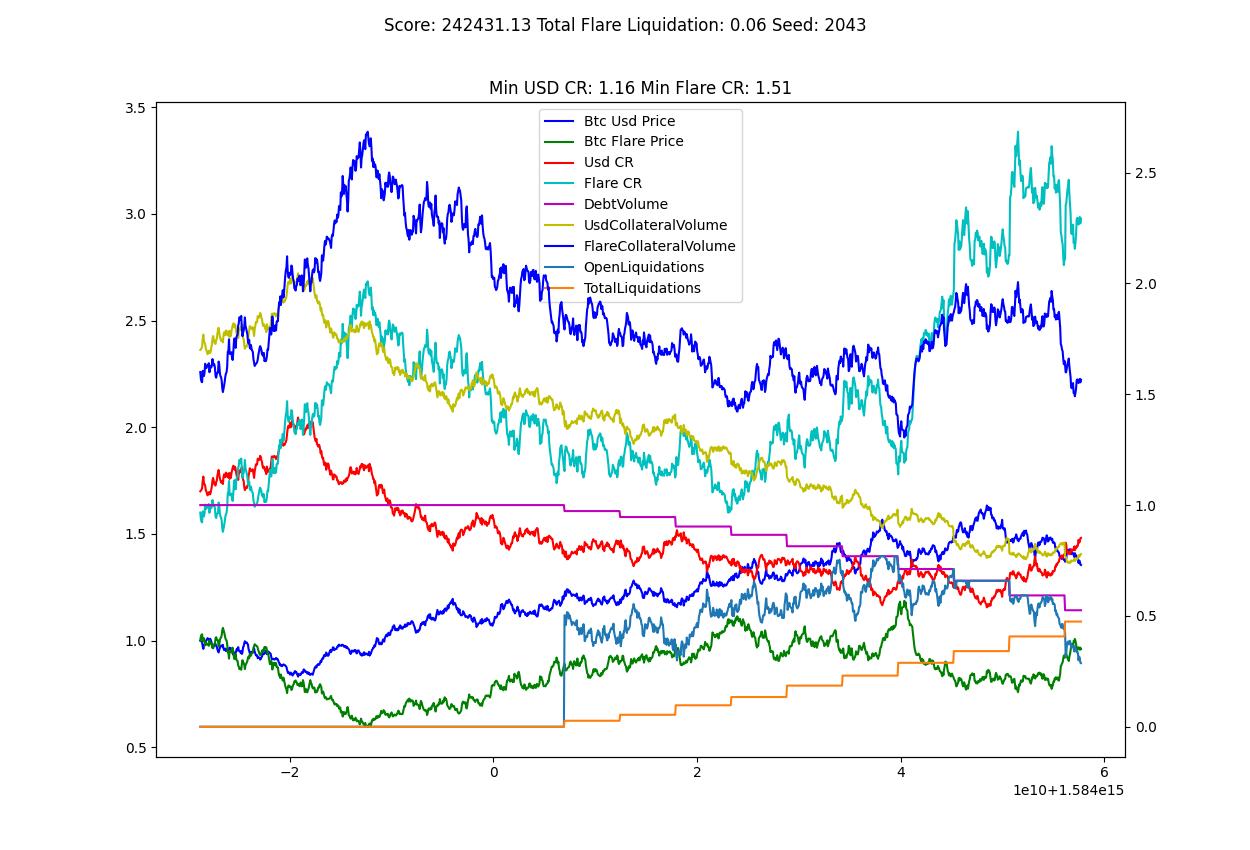 Score: 242431.13 Total Flare Liquidation: 0.06 Seed: 2043
Min USD CR: 1.16 Min Flare CR: 1.51
3.5
3.0
2.5
2.0
1.5
1.0
0.5
Btc Usd Price
Btc Flare Price
Usd CR
Flare CR
DebtVolume
UsdCollateralVolume
FlareCollateralVolume
OpenLiquidations
TotalLiquidations
2.5
2.0
1.5
1.0
0.5
0.0
−2 0 2 4 6
1e10+1.584e15